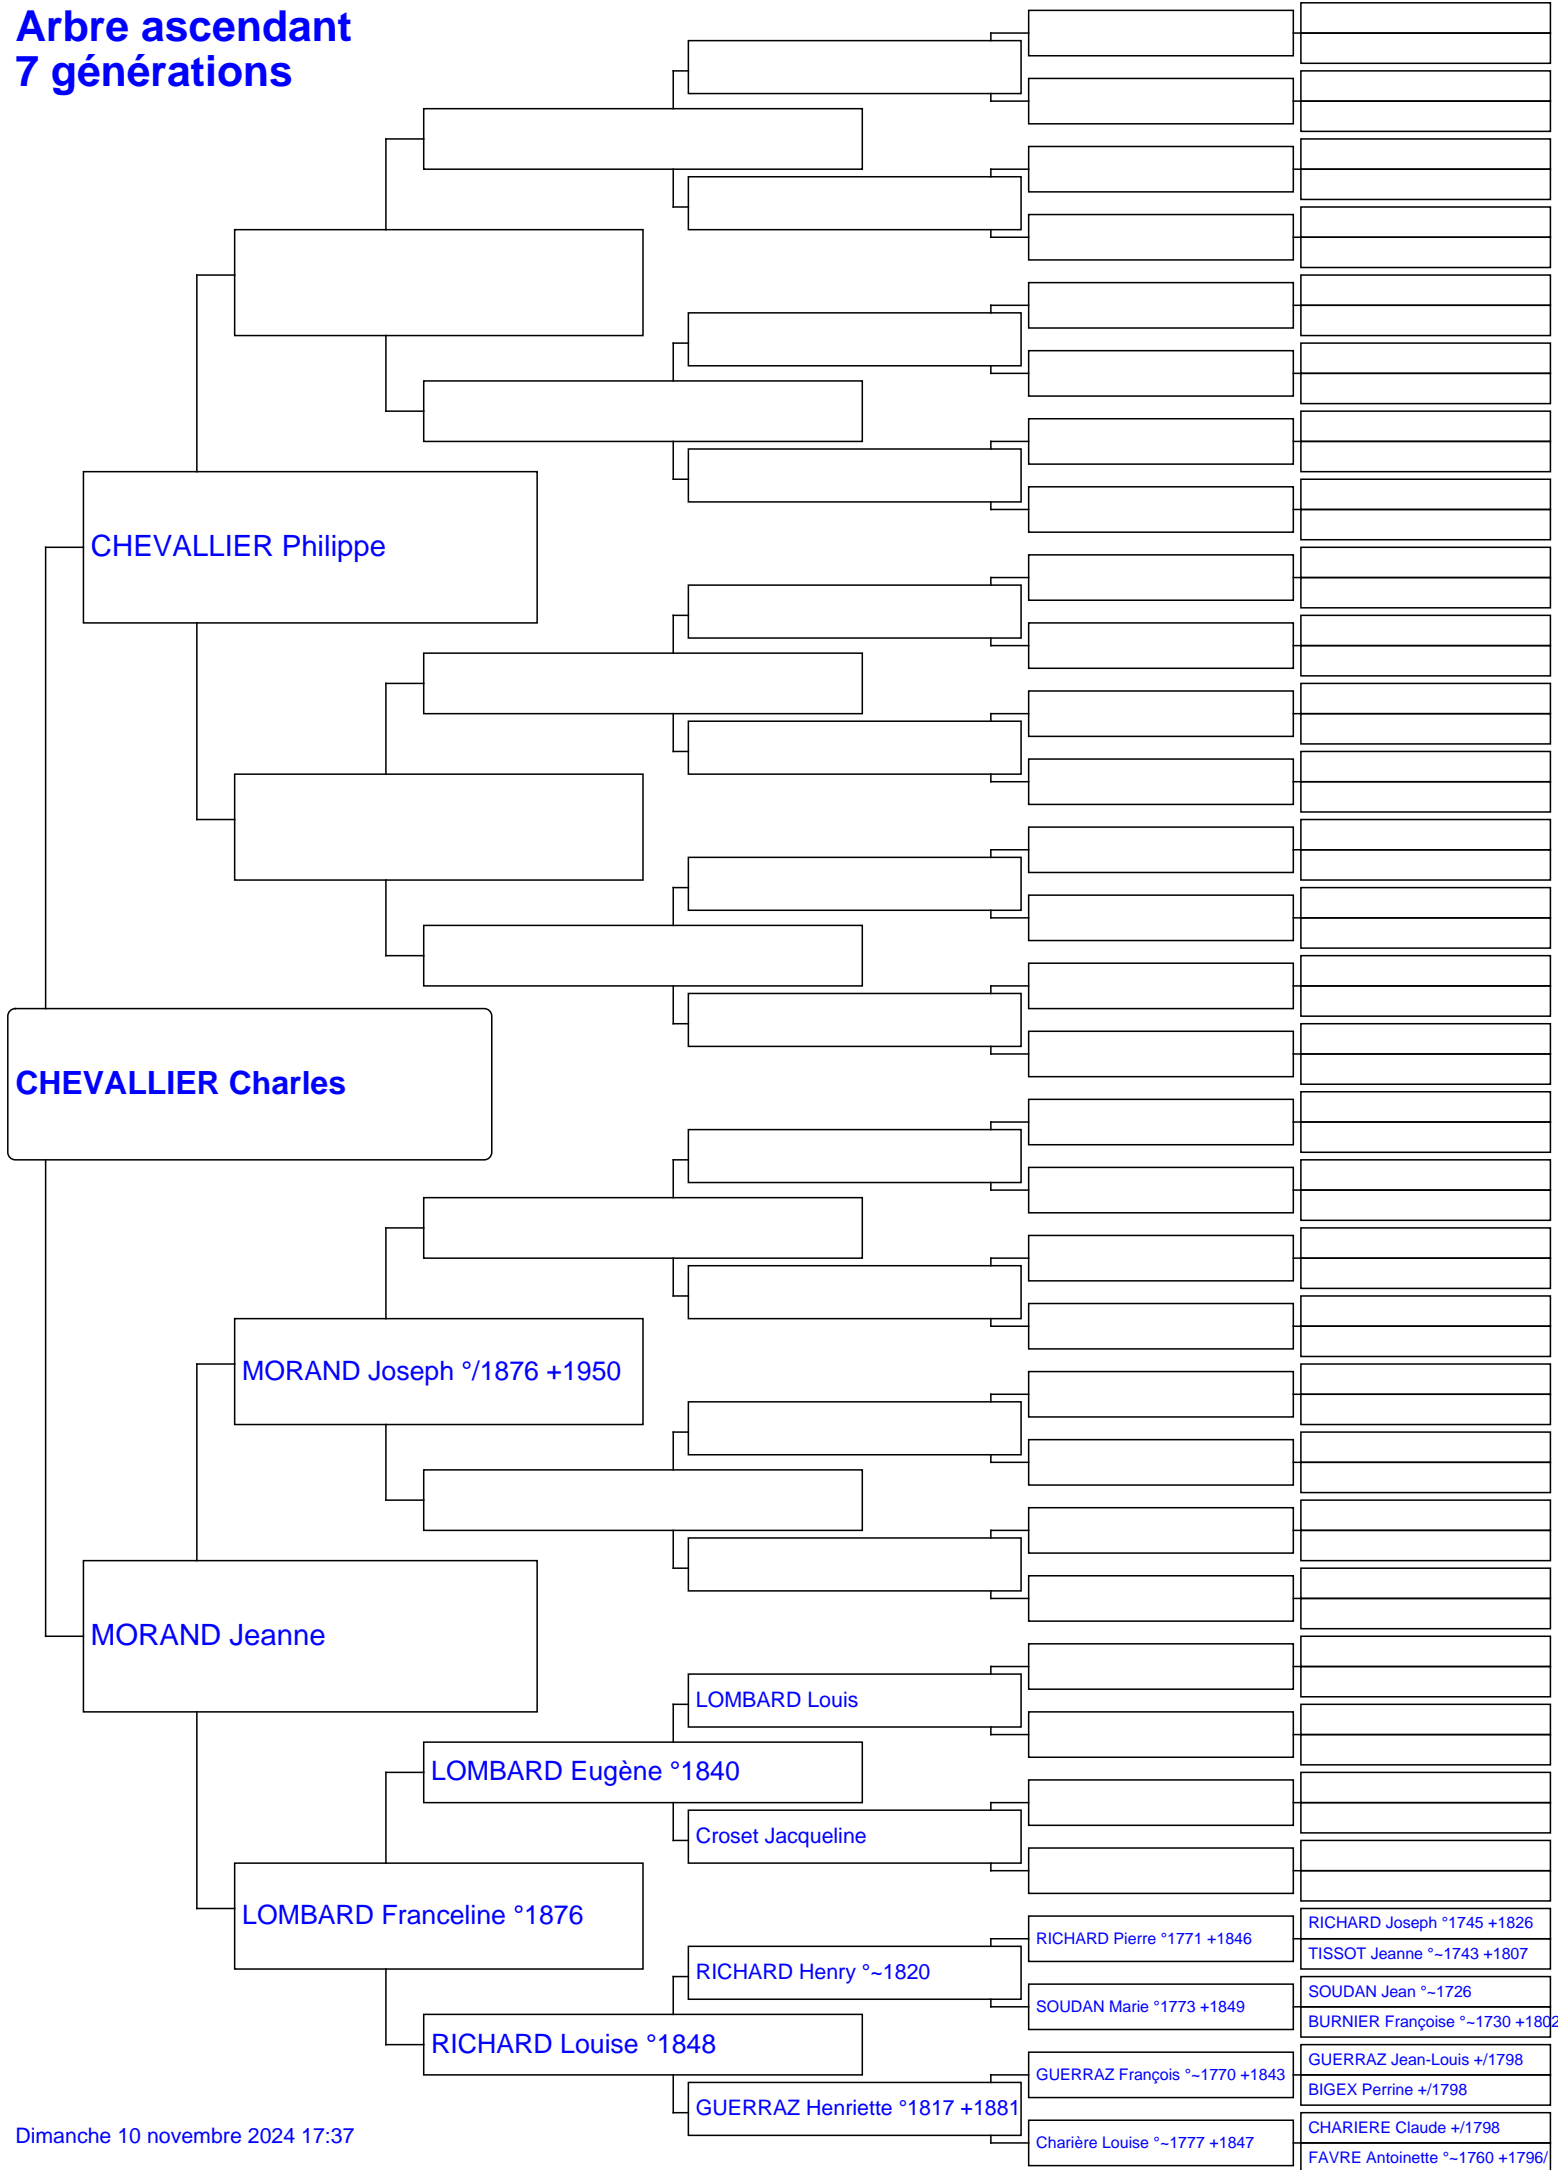 Arbre ascendant
7 générations
CHEVALLIER Philippe
CHEVALLIER Charles
MORAND Joseph °/1876 +1950
MORAND Jeanne
LOMBARD Louis
LOMBARD Eugène °1840
Croset Jacqueline
LOMBARD Franceline °1876
RICHARD Joseph °1745 +1826
RICHARD Pierre °1771 +1846
TISSOT Jeanne °~1743 +1807
RICHARD Henry °~1820
SOUDAN Jean °~1726
SOUDAN Marie °1773 +1849
BURNIER Françoise °~1730 +1802
RICHARD Louise °1848
GUERRAZ Jean-Louis +/1798
GUERRAZ François °~1770 +1843
BIGEX Perrine +/1798
GUERRAZ Henriette °1817 +1881
CHARIERE Claude +/1798
Charière Louise °~1777 +1847
FAVRE Antoinette °~1760 +1796/
Dimanche 10 novembre 2024 17:37